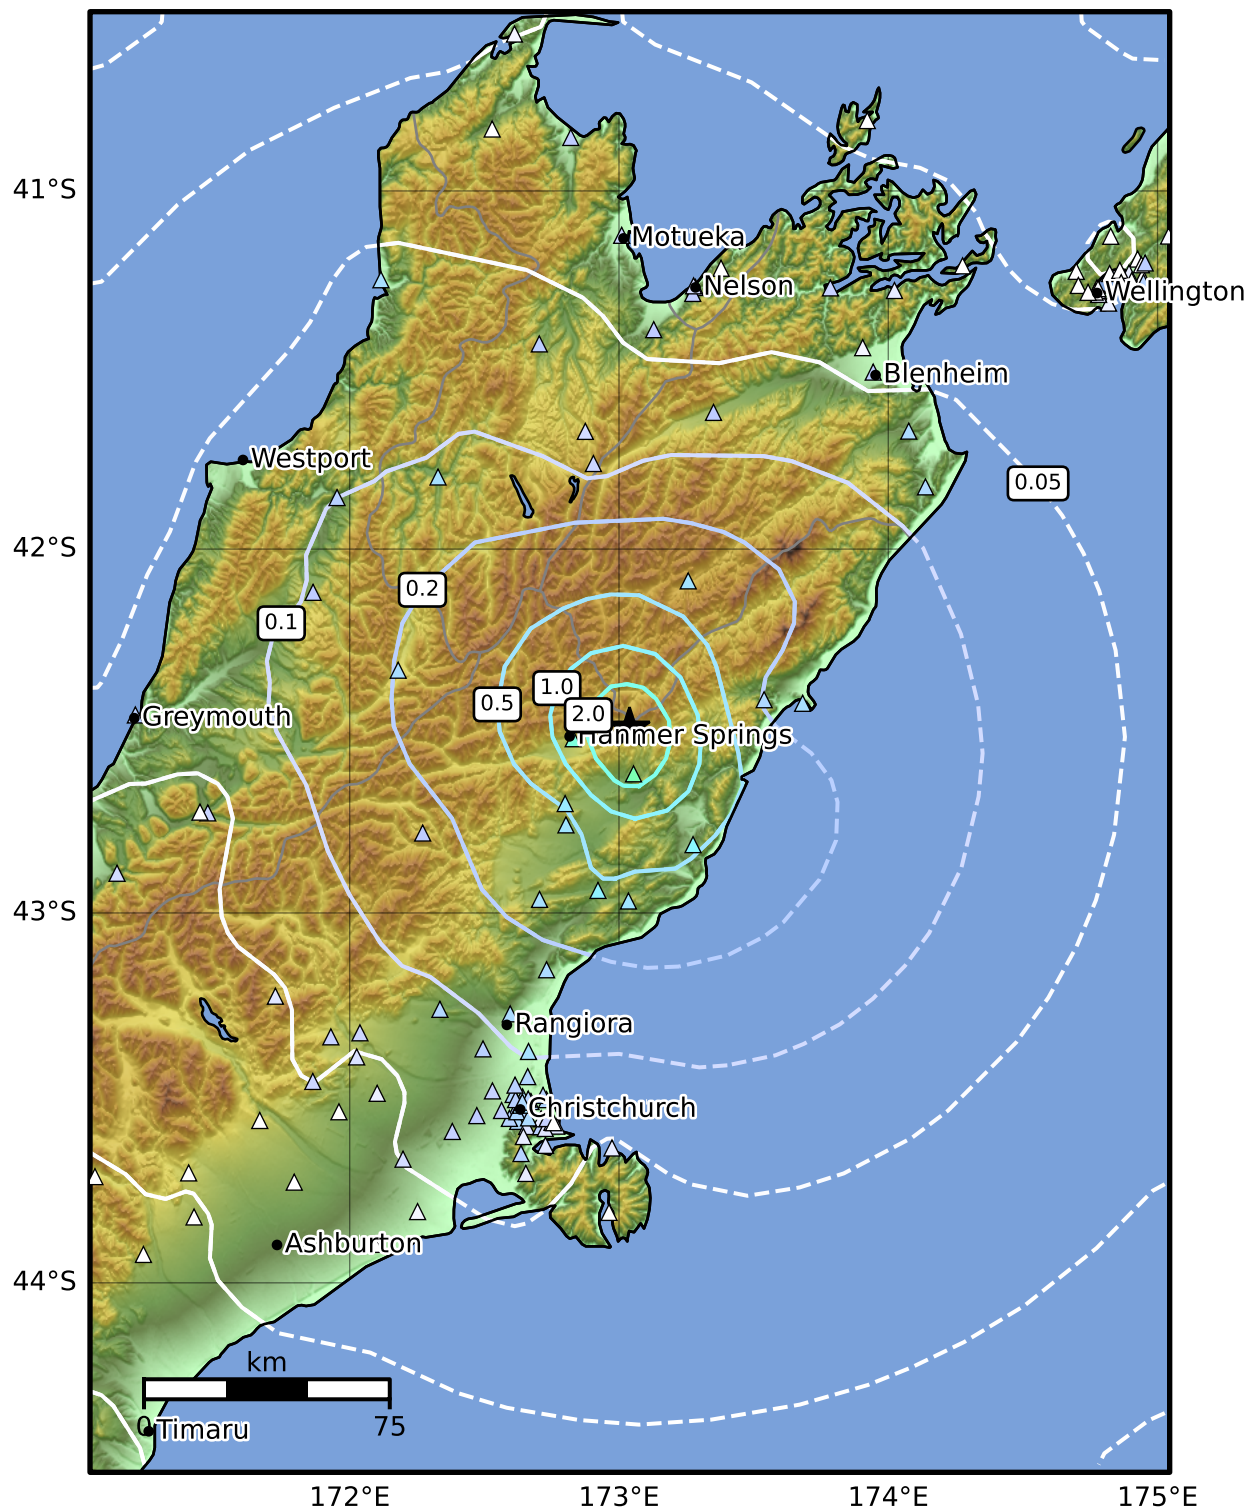 41°S
Motueka
Nelson
Wellington
Blenheim
Westport
0.05
42°S
0.2
0.1
1.0
0.5
2.0
Greymouth
Hanmer Springs
43°S
Rangiora
Christchurch
Ashburton
44°S
km
0
75
Timaru
172°E
173°E
174°E
175°E